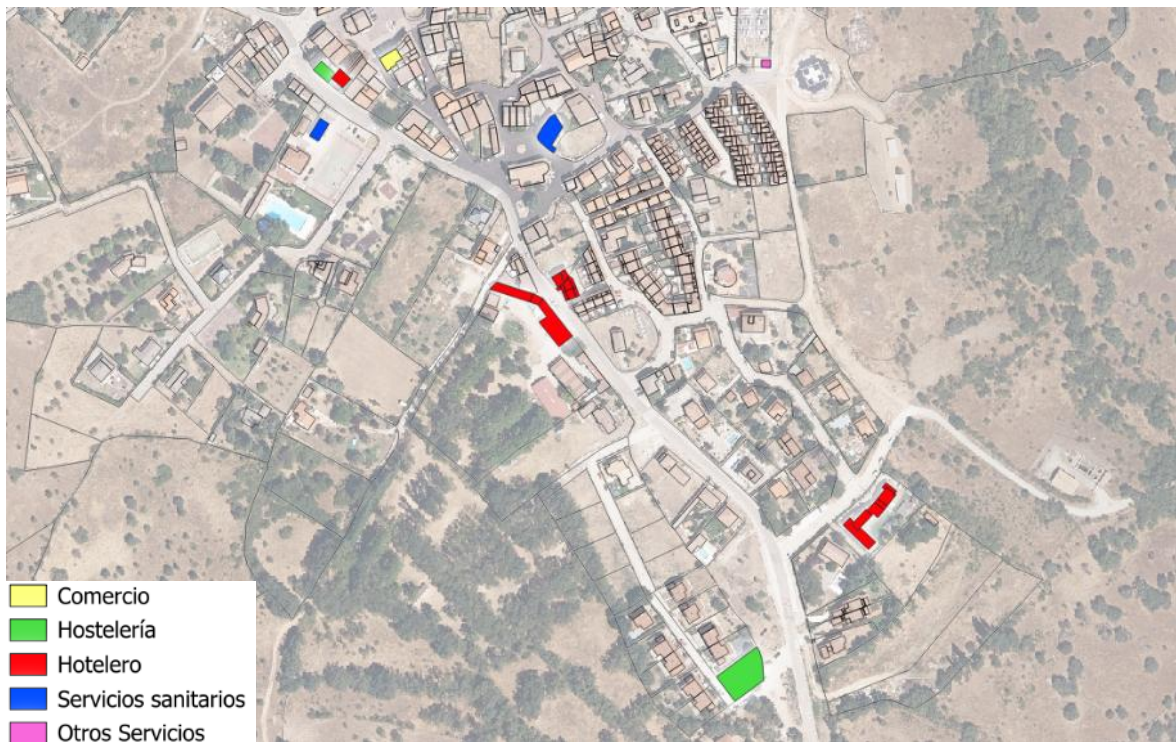 Comercio
Hostelería
Hotelero
Servicios sanitarios
Otros Servicios